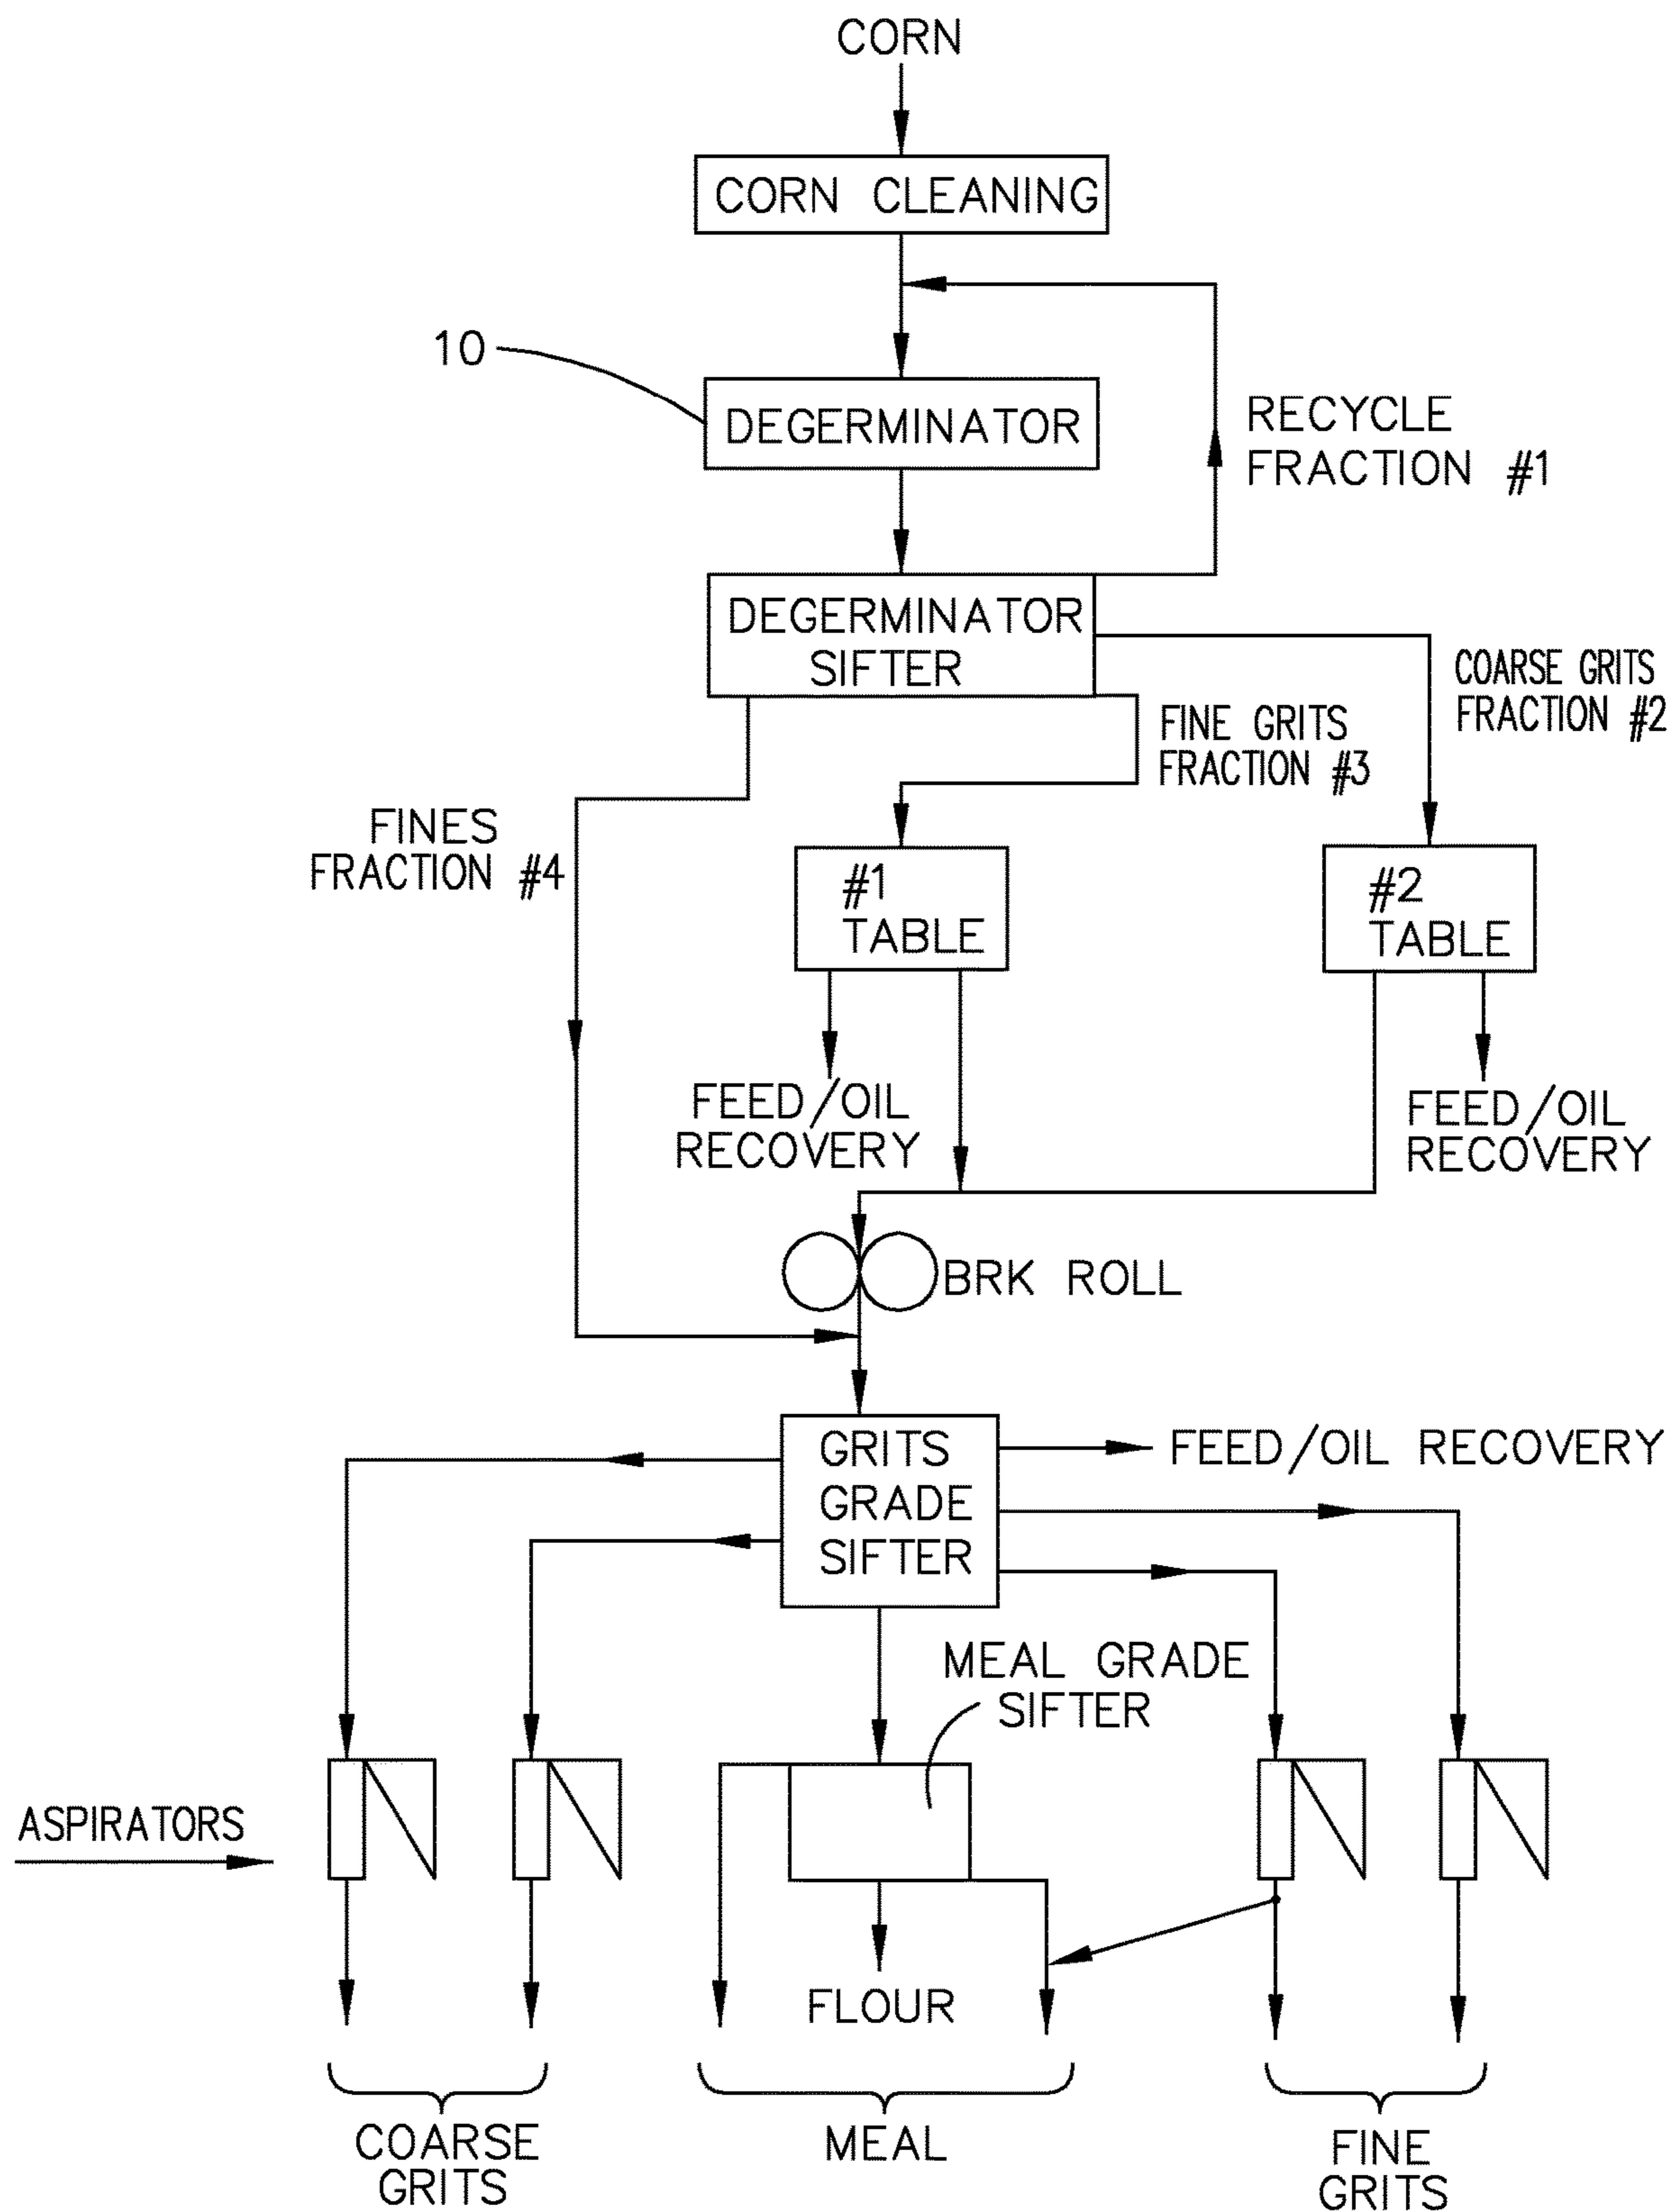 CORN
CORN CLEANING
10
DEGERMINATOR
RECYCLE
FRACTION #1
DEGERMINATOR
SIFTER
COARSE GRITS
FRACTION #2
FINE GRITS
FRACTION #3
FINES
FRACTION #4
#1
TABLE
#2
TABLE
FEED/OIL
RECOVERY
FEED/OIL
RECOVERY
BRK ROLL
GRITS
GRADE
SIFTER
FEED/OIL RECOVERY
MEAL GRADE
SIFTER
ASPIRATORS
FLOUR
COARSE
GRITS
MEAL
FINE
GRITS